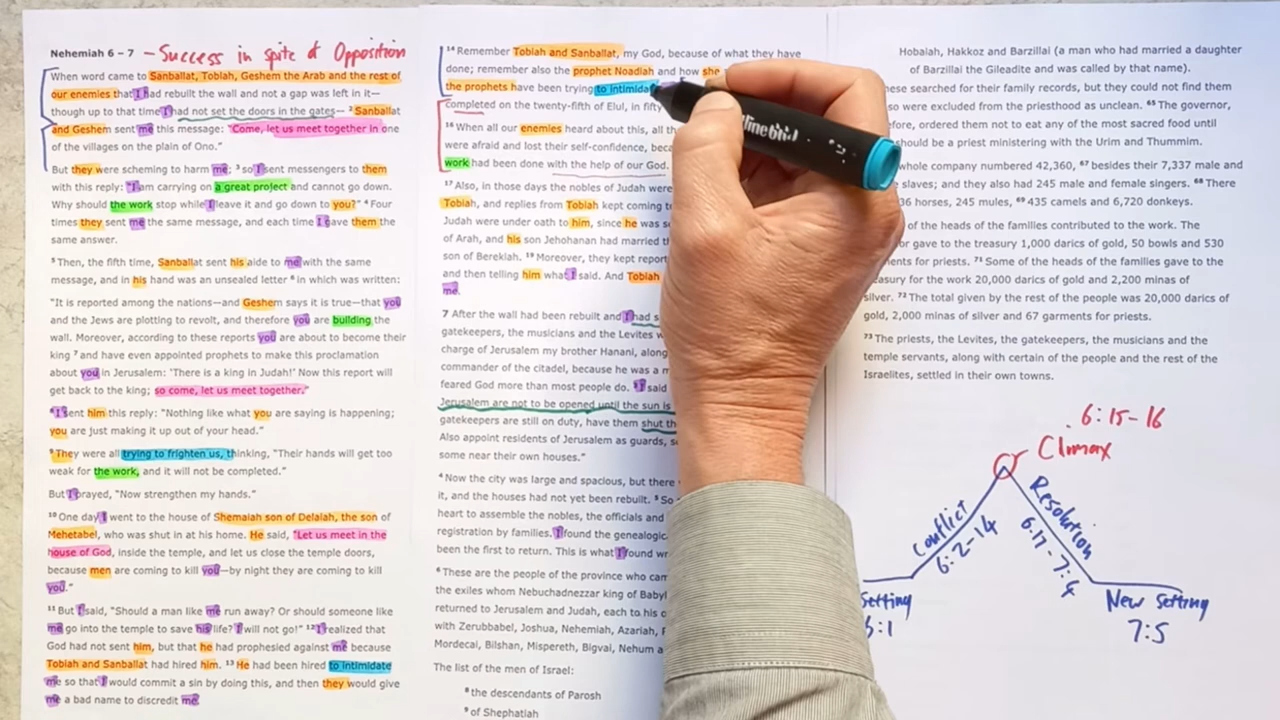 Nehemiah 6 – 7 – Success in spite of Opposition
When word came to Sanballat, Tobiah, Geshem the Arab and the rest of
our enemies that I had rebuilt the wall and not a gap was left in it—
though up to that time I had not set the doors in the gates— 2 Sanballat
and Geshem sent me this message: "Come, let us meet together in one
of the villages on the plain of Ono."
But they were scheming to harm me; 3 so I sent messengers to them
with this reply: "I am carrying on a great project and cannot go down.
Why should the work stop while I leave it and go down to you?" 4 Four
times they sent me the same message, and each time I gave them the
same answer.
5 Then, the fifth time, Sanballat sent his aide to me with the same
message, and in his hand was an unsealed letter 6 in which was written:
"It is reported among the nations—and Geshem says it is true—that you
and the Jews are plotting to revolt, and therefore you are building the
wall. Moreover, according to these reports you are about to become their
king 7 and have even appointed prophets to make this proclamation
about you in Jerusalem: 'There is a king in Judah!' Now this report will
get back to the king; so come, let us meet together."
8 I sent him this reply: "Nothing like what you are saying is happening;
you are just making it up out of your head."
9 They were all trying to frighten us, thinking, "Their hands will get too
weak for the work, and it will not be completed."
But I prayed, "Now strengthen my hands."
10 One day I went to the house of Shemaiah son of Delaiah, the son of
Mehetabel, who was shut in at his home. He said, "Let us meet in the
house of God, inside the temple, and let us close the temple doors,
because men are coming to kill you—by night they are coming to kill
you."
11 But I said, "Should a man like me run away? Or should someone like
me go into the temple to save his life? I will not go!" 12 I realized that
God had not sent him, but that he had prophesied against me because
Tobiah and Sanballat had hired him. 13 He had been hired to intimidate
me so that I would commit a sin by doing this, and then they would give
me a bad name to discredit me.
14 Remember Tobiah and Sanballat, my God, because of what they have
done; remember also the prophet Noadiah and how she
the prophets have been trying to intimidate
completed on the twenty-fifth of Elul, in
16 When all our enemies heard about this, all
were afraid and lost their self-confidence,
work had been done with the help of our God.
17 Also, in those days the nobles of Judah were
Tobiah, and replies from Tobiah kept coming
Judah were under oath to him, since he was
of Arah, and his son Jehohanan had married
son of Berekiah. 19 Moreover, they kept
and then telling him what I said. And Tobiah
me.
7 After the wall had been rebuilt and I had
gatekeepers, the musicians and the Levites
charge of Jerusalem my brother Hanani, along
commander of the citadel, because he was a
feared God more than most people do. 3 I said
Jerusalem are not to be opened until the sun is
gatekeepers are still on duty, have them shut
Also appoint residents of Jerusalem as guards,
some near their own houses."
4 Now the city was large and spacious, but there
it, and the houses had not yet been rebuilt. 5 So
heart to assemble the nobles, the officials and
registration by families. I found the
been the first to return. This is what I found
6 These are the people of the province who
the exiles whom Nebuchadnezzar king of
returned to Jerusalem and Judah, each to his
with Zerubbabel, Joshua, Nehemiah, Azariah,
Mordecai, Bilshan, Mispereth, Bigvai,
The list of the men of Israel:
8 the descendants of Parosh
9 of Shephatiah
Hobaiah, Hakkoz and Barzillai (a man who had married a daughter
of Barzillai the Gileadite and was called by that name).
searched for their family records, but they could not find them
so were excluded from the priesthood as unclean. 65 The governor,
ordered them not to eat any of the most sacred food until
should be a priest ministering with the Urim and Thummim.
whole company numbered 42,360, 67 besides their 7,337 male and
slaves; and they also had 245 male and female singers. 68 There
horses, 245 mules, 69 435 camels and 6,720 donkeys.
of the heads of the families contributed to the work. The
gave to the treasury 1,000 darics of gold, 50 bowls and 530
for priests. 71 Some of the heads of the families gave to the
for the work 20,000 darics of gold and 2,200 minas of
silver. 72 The total given by the rest of the people was 20,000 darics of
gold, 2,000 minas of silver and 67 garments for priests.
73 The priests, the Levites, the gatekeepers, the musicians and the
temple servants, along with certain of the people and the rest of the
Israelites, settled in their own towns.
6:15-16
Climax
Conflict
6:2-14
Resolution
6:17-7:4
Setting
6:1
New Setting
7:5